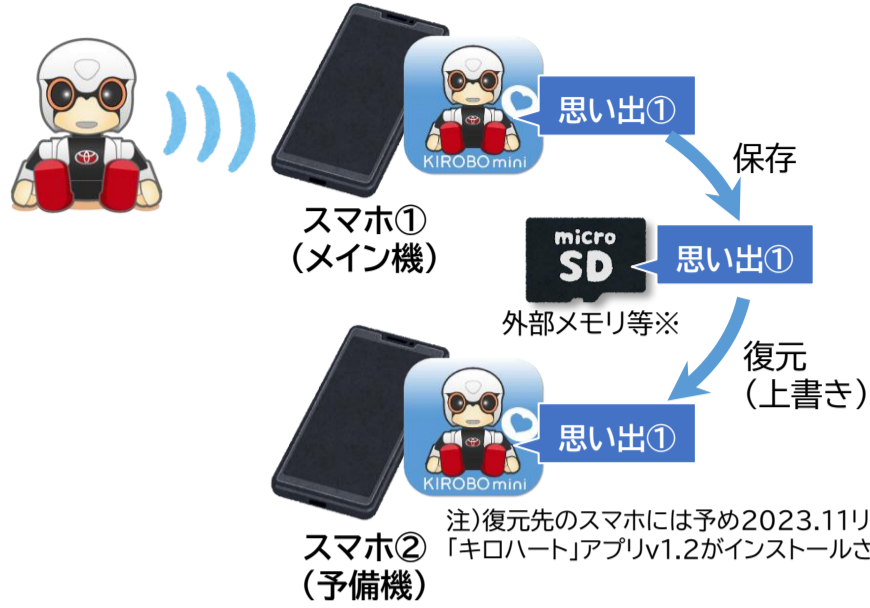 思い出①
KIROBO mini
保存
スマホ①
(メイン機)
micro
SD
思い出①
外部メモリ等※
復元
(上書き)
思い出①
KIROBO mini
注)復元先のスマホには予め2023.11リ
「キロハート」アプリv1.2がインストールさ
スマホ②
(予備機)